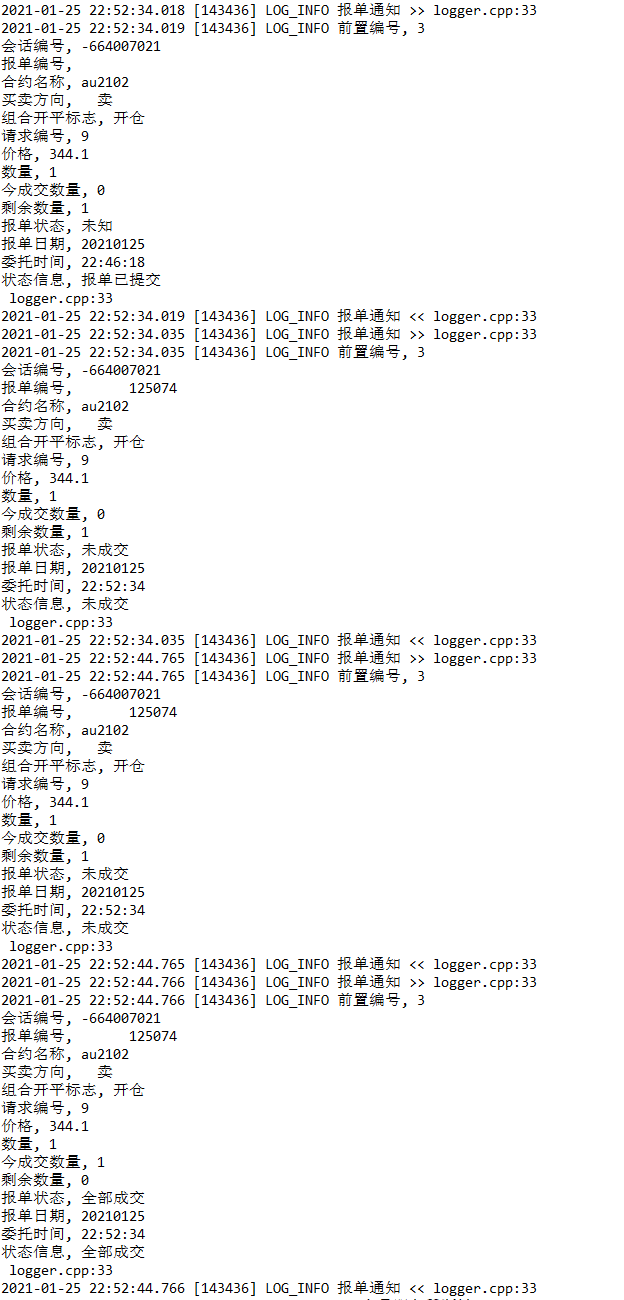 2021-01-25 22:52:34.018 [143436] LOG_INFO 报单通知 >> logger.cpp:33
2021-01-25 22:52:34.019 [143436] LOG_INFO 前置编号, 3
会话编号, -664007021
报单编号,
合约名称, au2102
买卖方向,   卖
组合开平标志, 开仓
请求编号, 9
价格, 344.1
数量, 1
今成交数量, 0
剩余数量, 1
报单状态, 未知
报单日期, 20210125
委托时间, 22:46:18
状态信息, 报单已提交
 logger.cpp:33
2021-01-25 22:52:34.019 [143436] LOG_INFO 报单通知 << logger.cpp:33
2021-01-25 22:52:34.035 [143436] LOG_INFO 报单通知 >> logger.cpp:33
2021-01-25 22:52:34.035 [143436] LOG_INFO 前置编号, 3
会话编号, -664007021
报单编号,       125074
合约名称, au2102
买卖方向,   卖
组合开平标志, 开仓
请求编号, 9
价格, 344.1
数量, 1
今成交数量, 0
剩余数量, 1
报单状态, 未成交
报单日期, 20210125
委托时间, 22:52:34
状态信息, 未成交
 logger.cpp:33
2021-01-25 22:52:34.035 [143436] LOG_INFO 报单通知 << logger.cpp:33
2021-01-25 22:52:44.765 [143436] LOG_INFO 报单通知 >> logger.cpp:33
2021-01-25 22:52:44.765 [143436] LOG_INFO 前置编号, 3
会话编号, -664007021
报单编号,       125074
合约名称, au2102
买卖方向,   卖
组合开平标志, 开仓
请求编号, 9
价格, 344.1
数量, 1
今成交数量, 0
剩余数量, 1
报单状态, 未成交
报单日期, 20210125
委托时间, 22:52:34
状态信息, 未成交
 logger.cpp:33
2021-01-25 22:52:44.765 [143436] LOG_INFO 报单通知 << logger.cpp:33
2021-01-25 22:52:44.766 [143436] LOG_INFO 报单通知 >> logger.cpp:33
2021-01-25 22:52:44.766 [143436] LOG_INFO 前置编号, 3
会话编号, -664007021
报单编号,       125074
合约名称, au2102
买卖方向,   卖
组合开平标志, 开仓
请求编号, 9
价格, 344.1
数量, 1
今成交数量, 1
剩余数量, 0
报单状态, 全部成交
报单日期, 20210125
委托时间, 22:52:34
状态信息, 全部成交
 logger.cpp:33
2021-01-25 22:52:44.766 [143436] LOG_INFO 报单通知 << logger.cpp:33